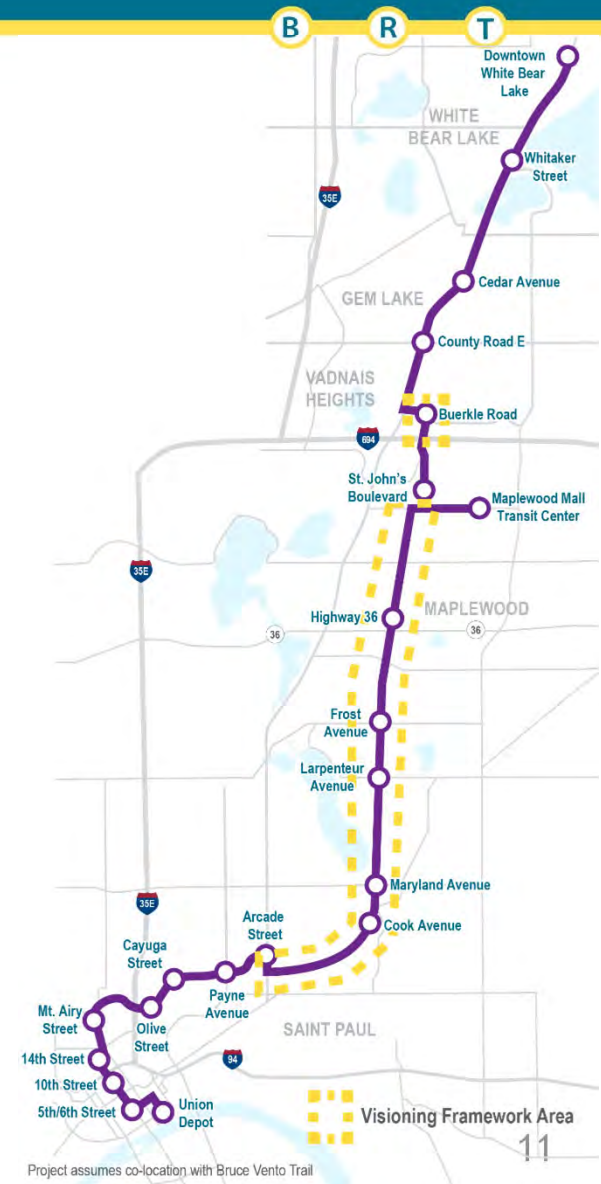 B R T
Downtown
White Bear
Lake
WHITE
BEAR LAKE
Whitaker
Street
35E
Cedar Avenue
GEM LAKE
County Road E
VADNAIS
HEIGHTS
Buerkle Road
694
St. John's
Boulevard
Maplewood Mall
Transit Center
35E
Highway 36
MAPLEWOOD
36
36
Frost
Avenue
Larpenteur
Avenue
Maryland Avenue
35E
Arcade
Street
Cook Avenue
Cayuga
Street
Payne
Avenue
Mt. Airy
Street
Olive
Street
SAINT PAUL
14th Street
94
10th Street
5th/6th Street
Union
Depot
Visioning Framework Area
11
Project assumes co-location with Bruce Vento Trail